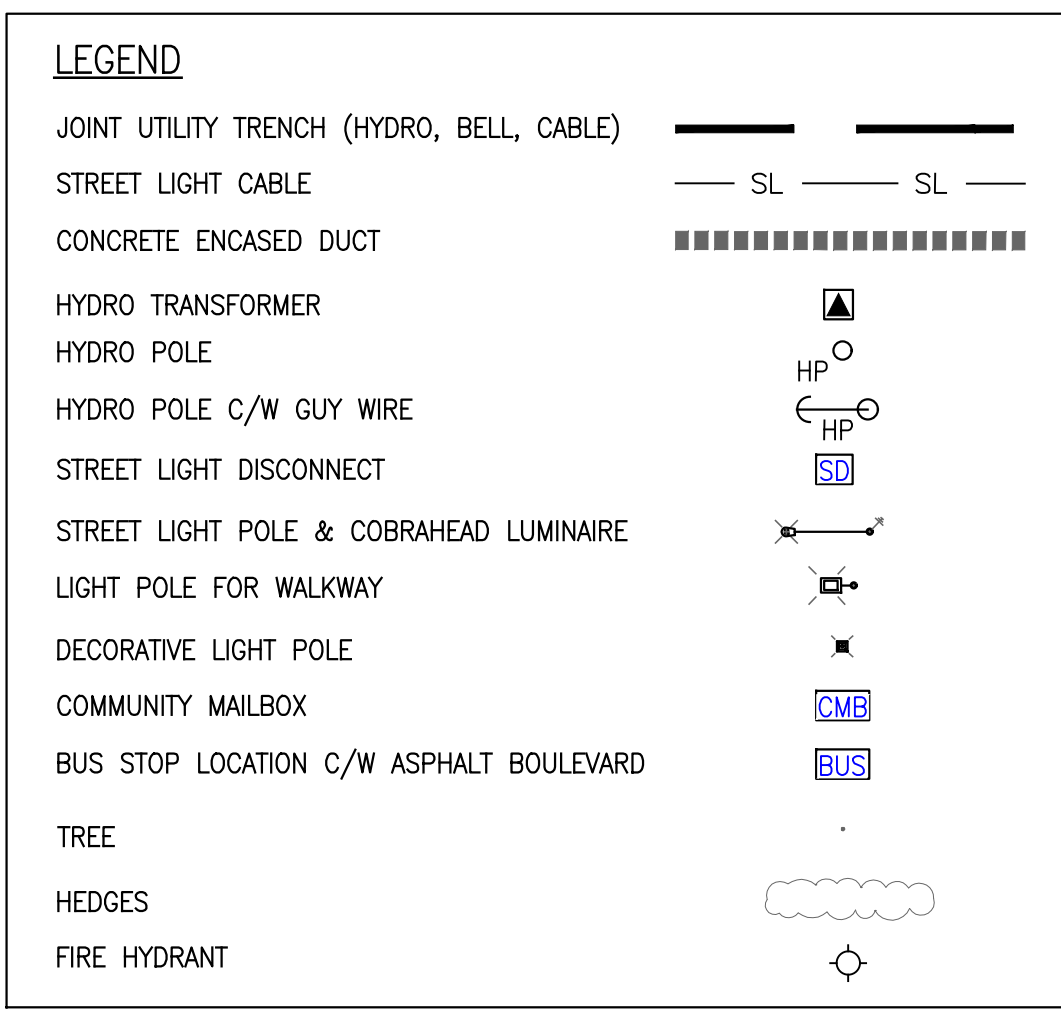 LEGEND
JOINT UTILITY TRENCH (HYDRO, BELL, CABLE)
STREET LIGHT CABLE SL SL
CONCRETE ENCASED DUCT
HYDRO TRANSFORMER
HYDRO POLE HP
HYDRO POLE C/W GUY WIRE HP
STREET LIGHT DISCONNECT SD
STREET LIGHT POLE & COBRAHEAD LUMINAIRE
LIGHT POLE FOR WALKWAY
DECORATIVE LIGHT POLE
COMMUNITY MAILBOX CMB
BUS STOP LOCATION C/W ASPHALT BOULEVARD BUS
TREE
HEDGES
FIRE HYDRANT